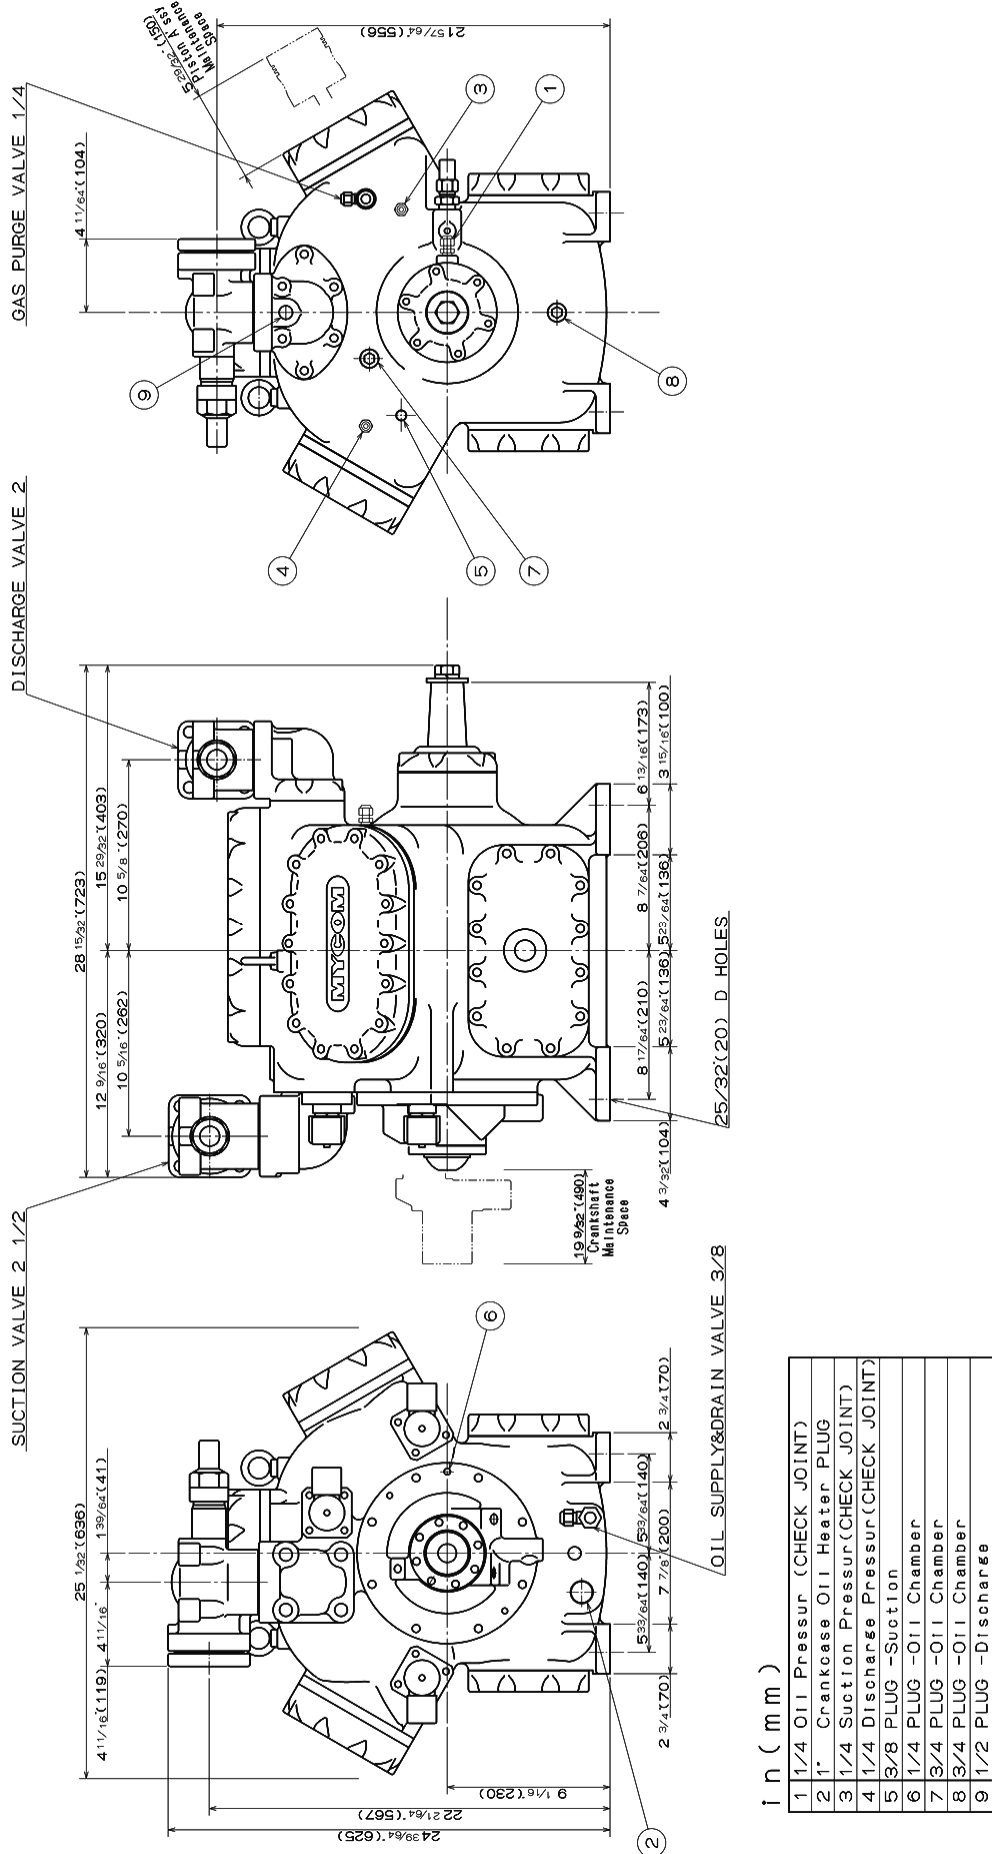 SUCTION VALVE 2 1/2
DISCHARGE VALVE 2
GAS PURGE VALVE 1/4
25 1/32"(636)
4 11/16"(119)
4 11/16"
1 39/64"(41)
24 39/64"(625)
22 21/64"(567)
9 1/16"(230)
2 3/4"(70)
5 33/64"(140)
5 33/64"(140)
7 7/8"(200)
2 3/4"(70)
2
6
OIL SUPPLY&DRAIN VALVE 3/8
28 15/32"(723)
12 9/16"(320)
15 29/32"(403)
10 5/16"(262)
10 5/8"(270)
MYCOM
19 9/32"(490)
Crankshaft
Maintenance
Space
8 17/64"(210)
8 7/64"(206)
6 13/16"(173)
4 3/32"(104)
5 23/64"(136)
5 23/64"(136)
3 15/16"(100)
25/32"(20) D HOLES
4 11/64"(104)
5 29/32"(150)
Piston A'ssy
Maintenance
Space
21 57/64"(556)
9
3
1
4
5
7
8
in(mm)
1 1/4 Oil Pressur (CHECK JOINT)
2 1" Crankcase Oil Heater PLUG
3 1/4 Suction Pressur(CHECK JOINT)
4 1/4 Discharge Pressur(CHECK JOINT)
5 3/8 PLUG -Suction
6 1/4 PLUG -Oil Chamber
7 3/4 PLUG -Oil Chamber
8 3/4 PLUG -Oil Chamber
9 1/2 PLUG -Discharge